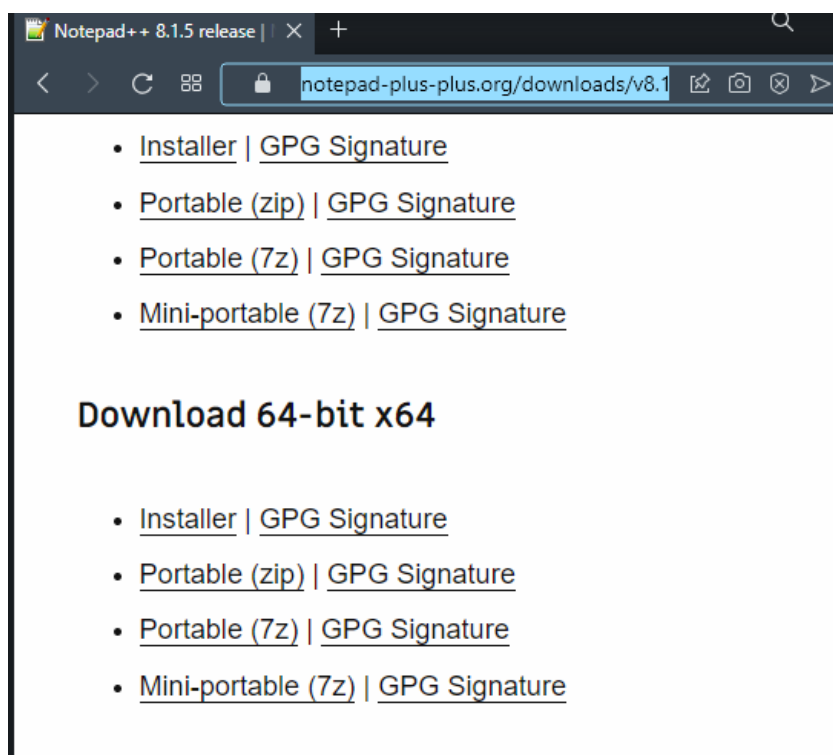 Notepad++ 8.1.5 release |
notepad-plus-plus.org/downloads/v8.1
• Installer | GPG Signature
• Portable (zip) | GPG Signature
• Portable (7z) | GPG Signature
• Mini-portable (7z) | GPG Signature
Download 64-bit x64
• Installer | GPG Signature
• Portable (zip) | GPG Signature
• Portable (7z) | GPG Signature
• Mini-portable (7z) | GPG Signature